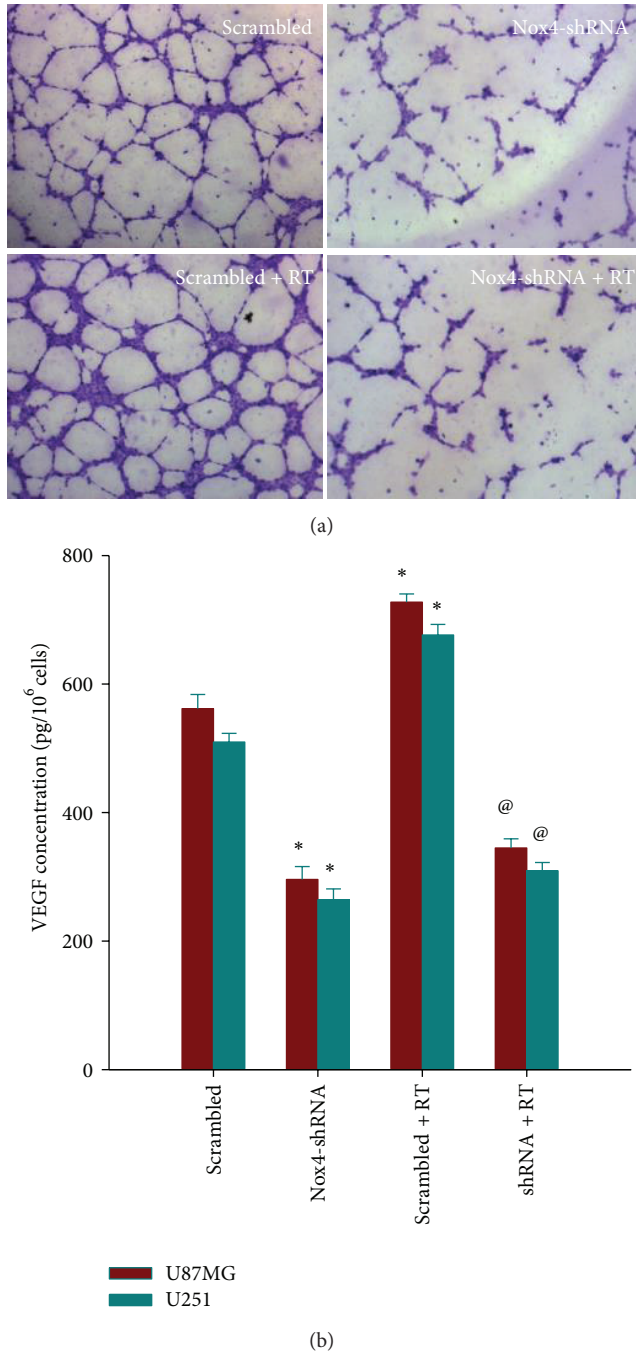 Scrambled
Nox4-shRNA
Scrambled + RT
Nox4-shRNA + RT
(a)
VEGF concentration (pg/10⁶ cells)
800
600
400
200
0
* *
* *
@ @
Scrambled
Nox4-shRNA
Scrambled + RT
shRNA + RT
U87MG
U251
(b)